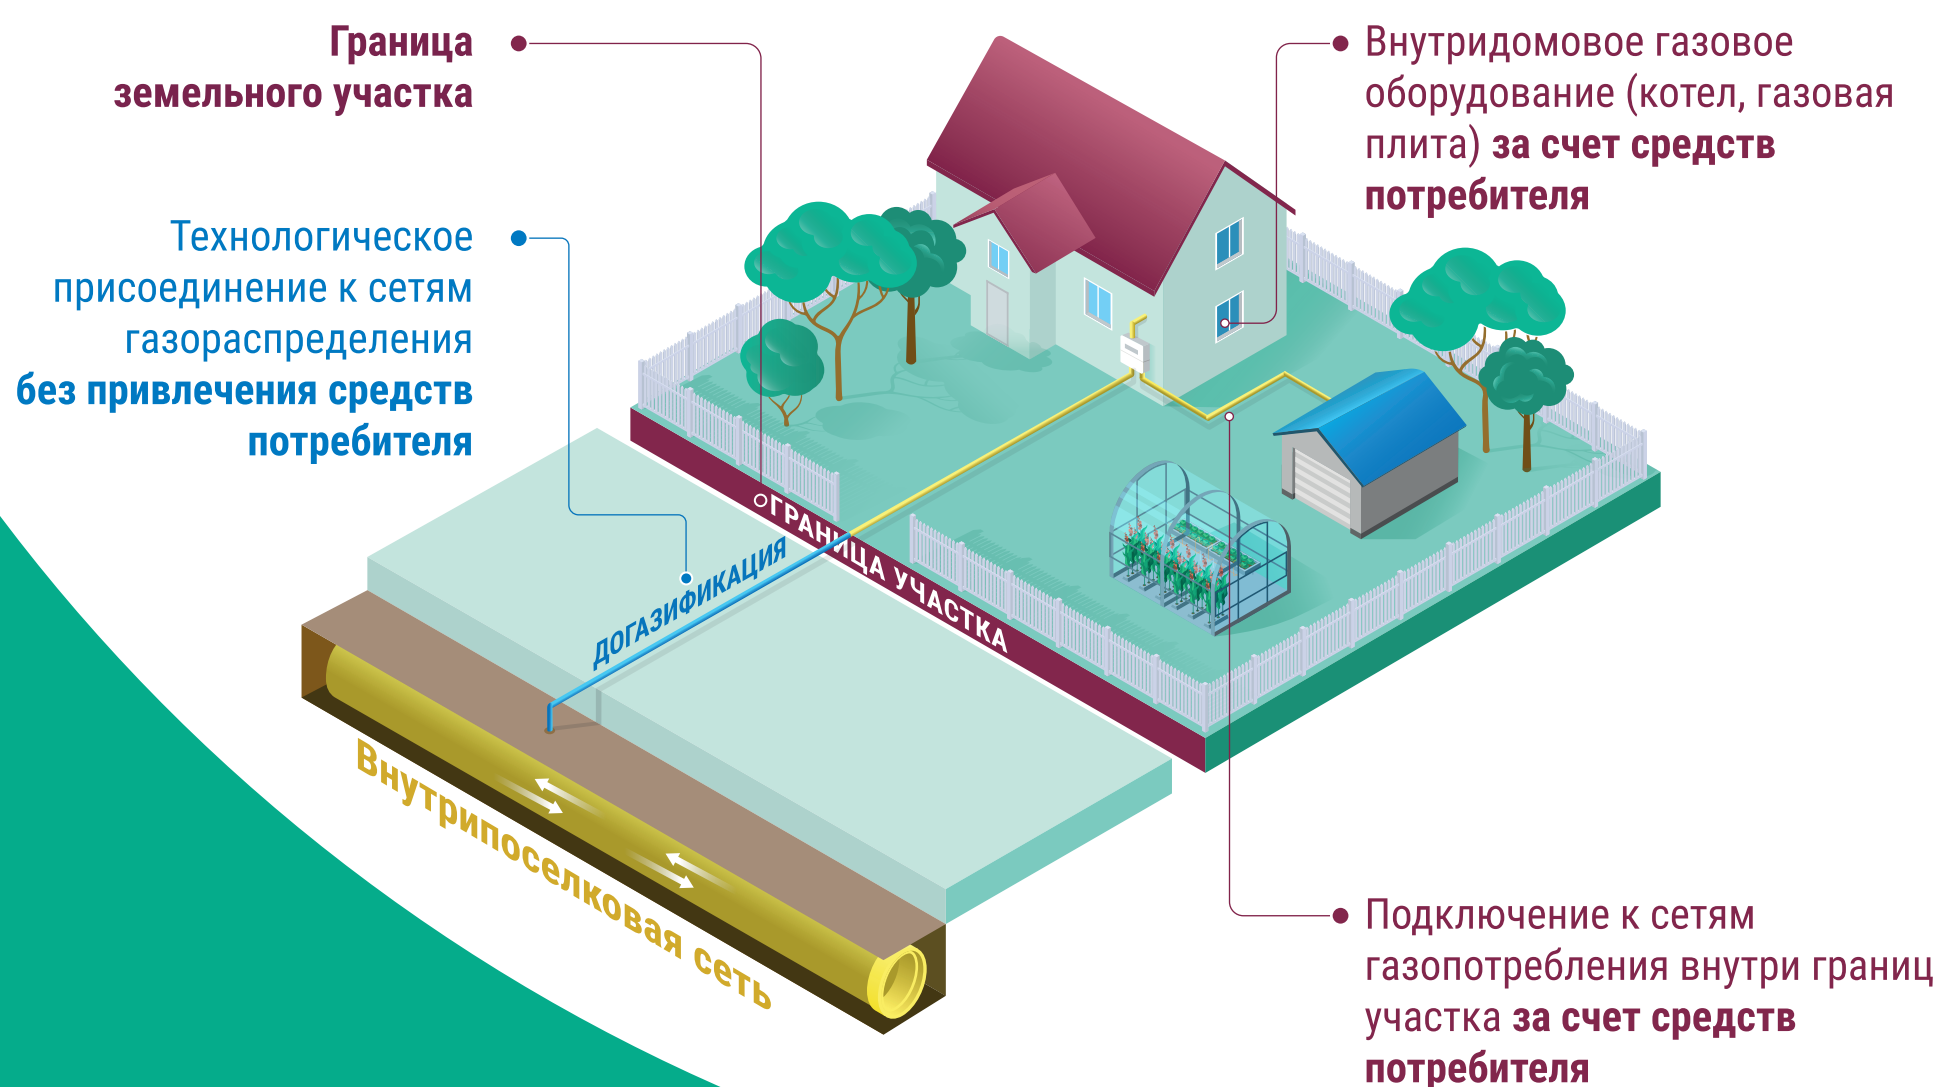 Граница
земельного участка
Технологическое
присоединение к сетям
газораспределения
без привлечения средств
потребителя
Внутридомовое газовое
оборудование (котел, газовая
плита) за счет средств
потребителя
ГРАНИЦА УЧАСТКА
ДОГАЗИФИКАЦИЯ
Внутрипоселковая сеть
Подключение к сетям
газопотребления внутри границ
участка за счет средств
потребителя